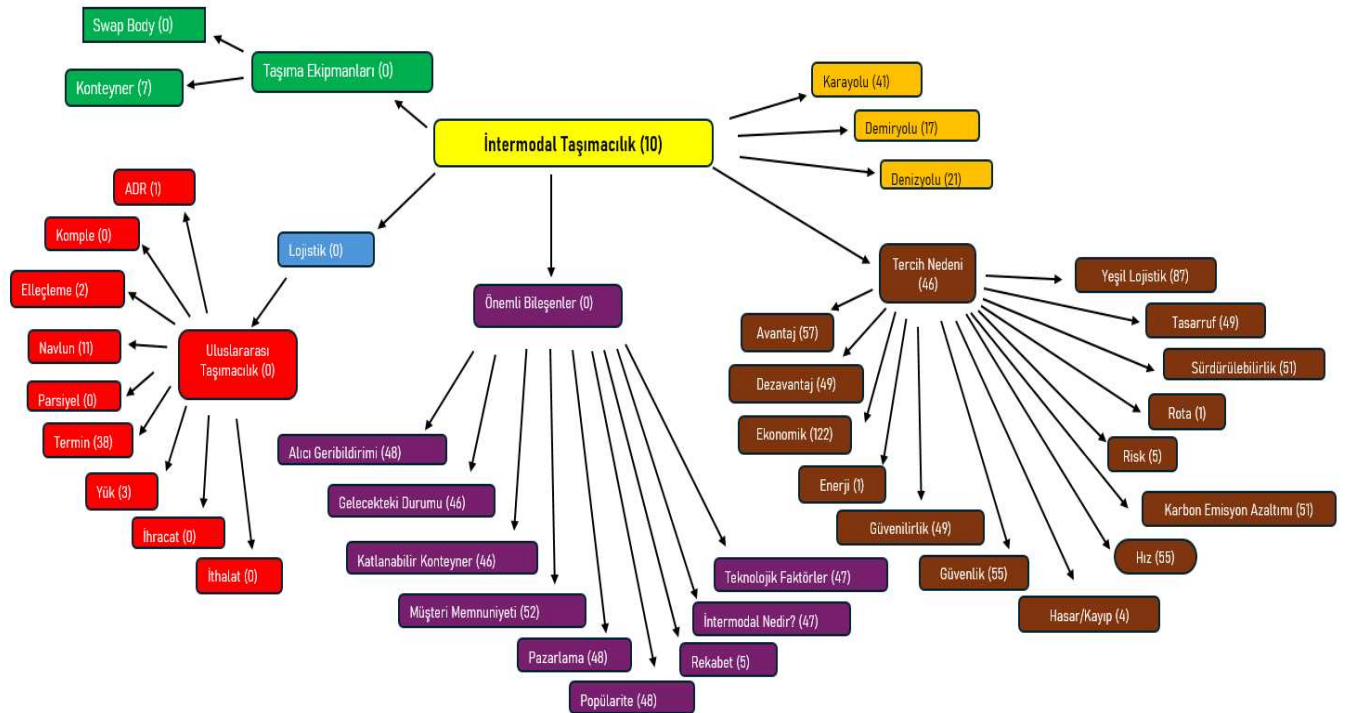 Swap Body (0)
Taşıma Ekipmanları (0)
Konteyner (7)
İntermodal Taşımacılık (10)
Karayolu (41)
Demiryolu (17)
Denizyolu (21)
ADR (1)
Komple (0)
Elleçleme (2)
Navlun (11)
Parsiyel (0)
Termin (38)
Yük (3)
İhracat (0)
İthalat (0)
Uluslararası
Taşımacılık (0)
Lojistik (0)
Önemli Bileşenler (0)
Alıcı Geribildirimi (48)
Gelecekteki Durumu (46)
Katlanabilir Konteyner (46)
Müşteri Memnuniyeti (52)
Pazarlama (48)
Popülarite (48)
Rekabet (5)
İntermodal Nedir? (47)
Teknolojik Faktörler (47)
Tercih Nedeni
(46)
Avantaj (57)
Dezavantaj (49)
Ekonomik (122)
Enerji (1)
Güvenilirlik (49)
Güvenlik (55)
Hasar/Kayıp (4)
Hız (55)
Karbon Emisyon Azaltımı (51)
Risk (5)
Rota (1)
Sürdürülebilirlik (51)
Tasarruf (49)
Yeşil Lojistik (87)